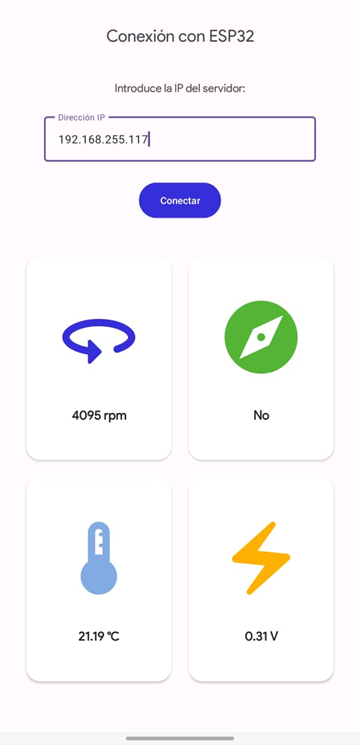 Conexión con ESP32
Introduce la IP del servidor:
Dirección IP
192.168.255.117
Conectar
4095 rpm
No
21.19 °C
0.31 V